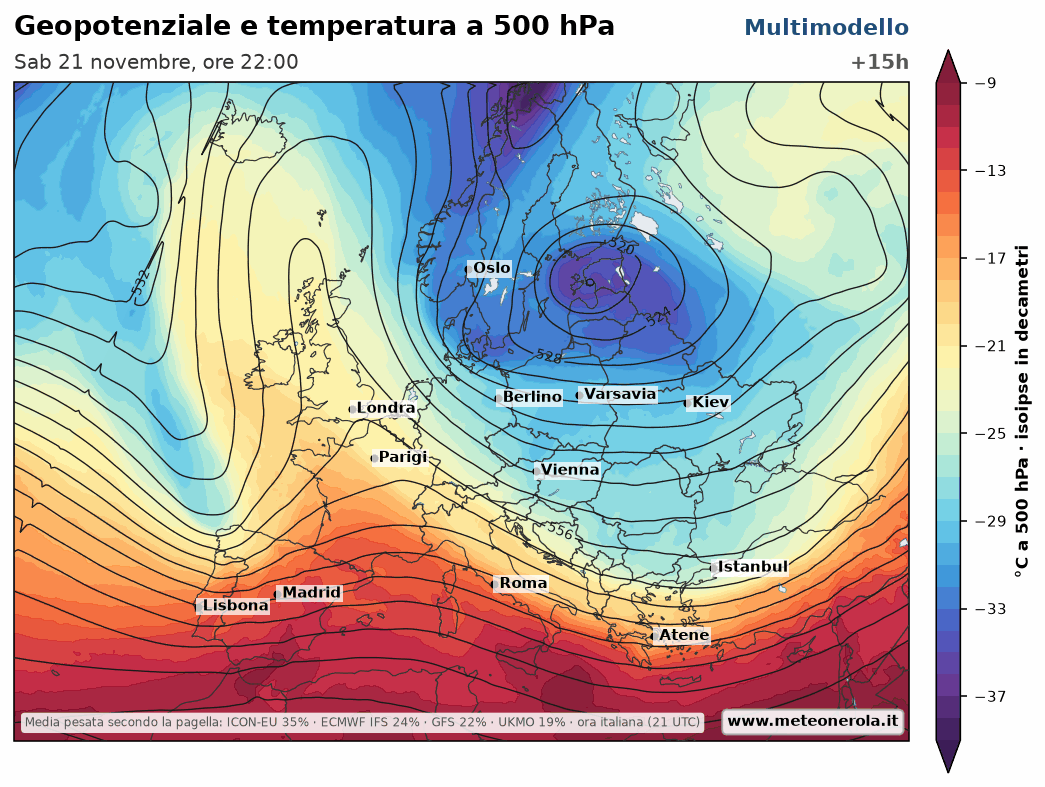 Geopotenziale e temperatura a 500 hPa
Multimodello
Sab 21 novembre, ore 22:00
+15h
−9
−13
−17
−21
−25
−29
−33
−37
°C a 500 hPa · isoipse in decametri
520
532
524
528
556
Oslo
Berlino
Varsavia
Kiev
Londra
Parigi
Vienna
Istanbul
Roma
Madrid
Lisbona
Atene
Media pesata secondo la pagella: ICON-EU 35% · ECMWF IFS 24% · GFS 22% · UKMO 19% · ora italiana (21 UTC)
www.meteonerola.it